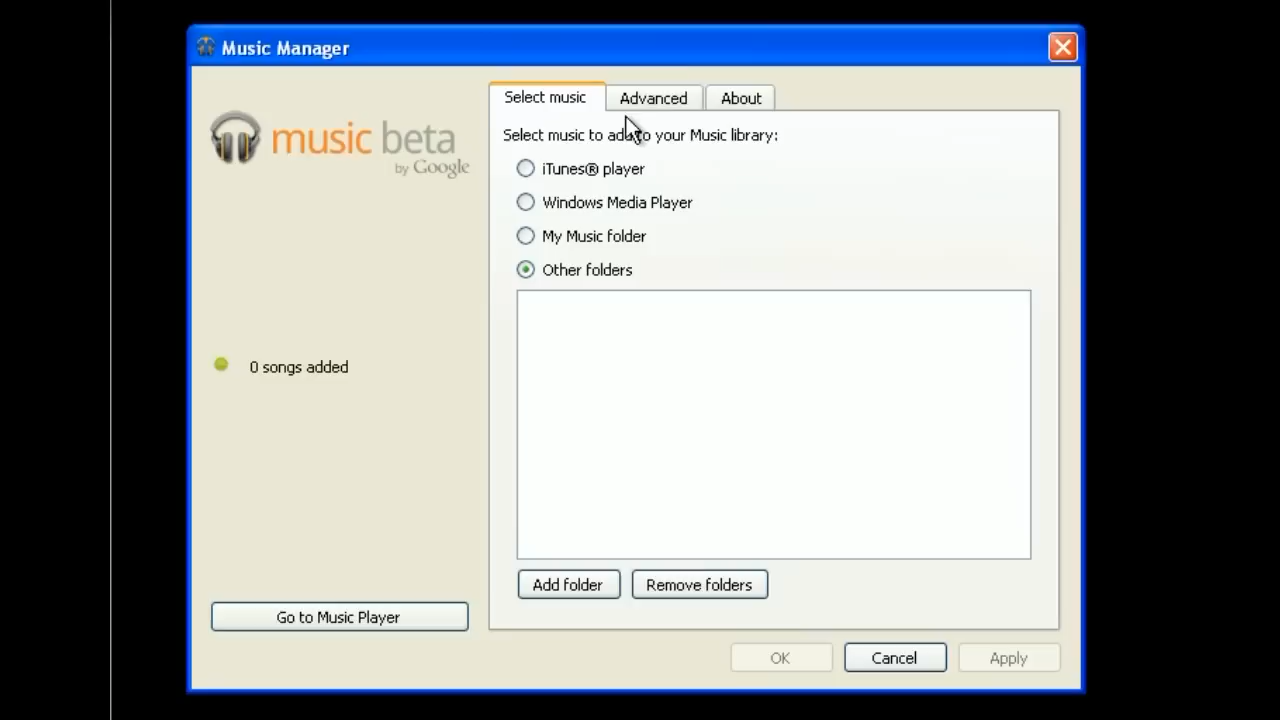 Music Manager
music beta
by Google
Select music
Advanced
About
Select music to add to your Music library:
iTunes® player
Windows Media Player
My Music folder
Other folders
0 songs added
Add folder
Remove folders
Go to Music Player
OK
Cancel
Apply